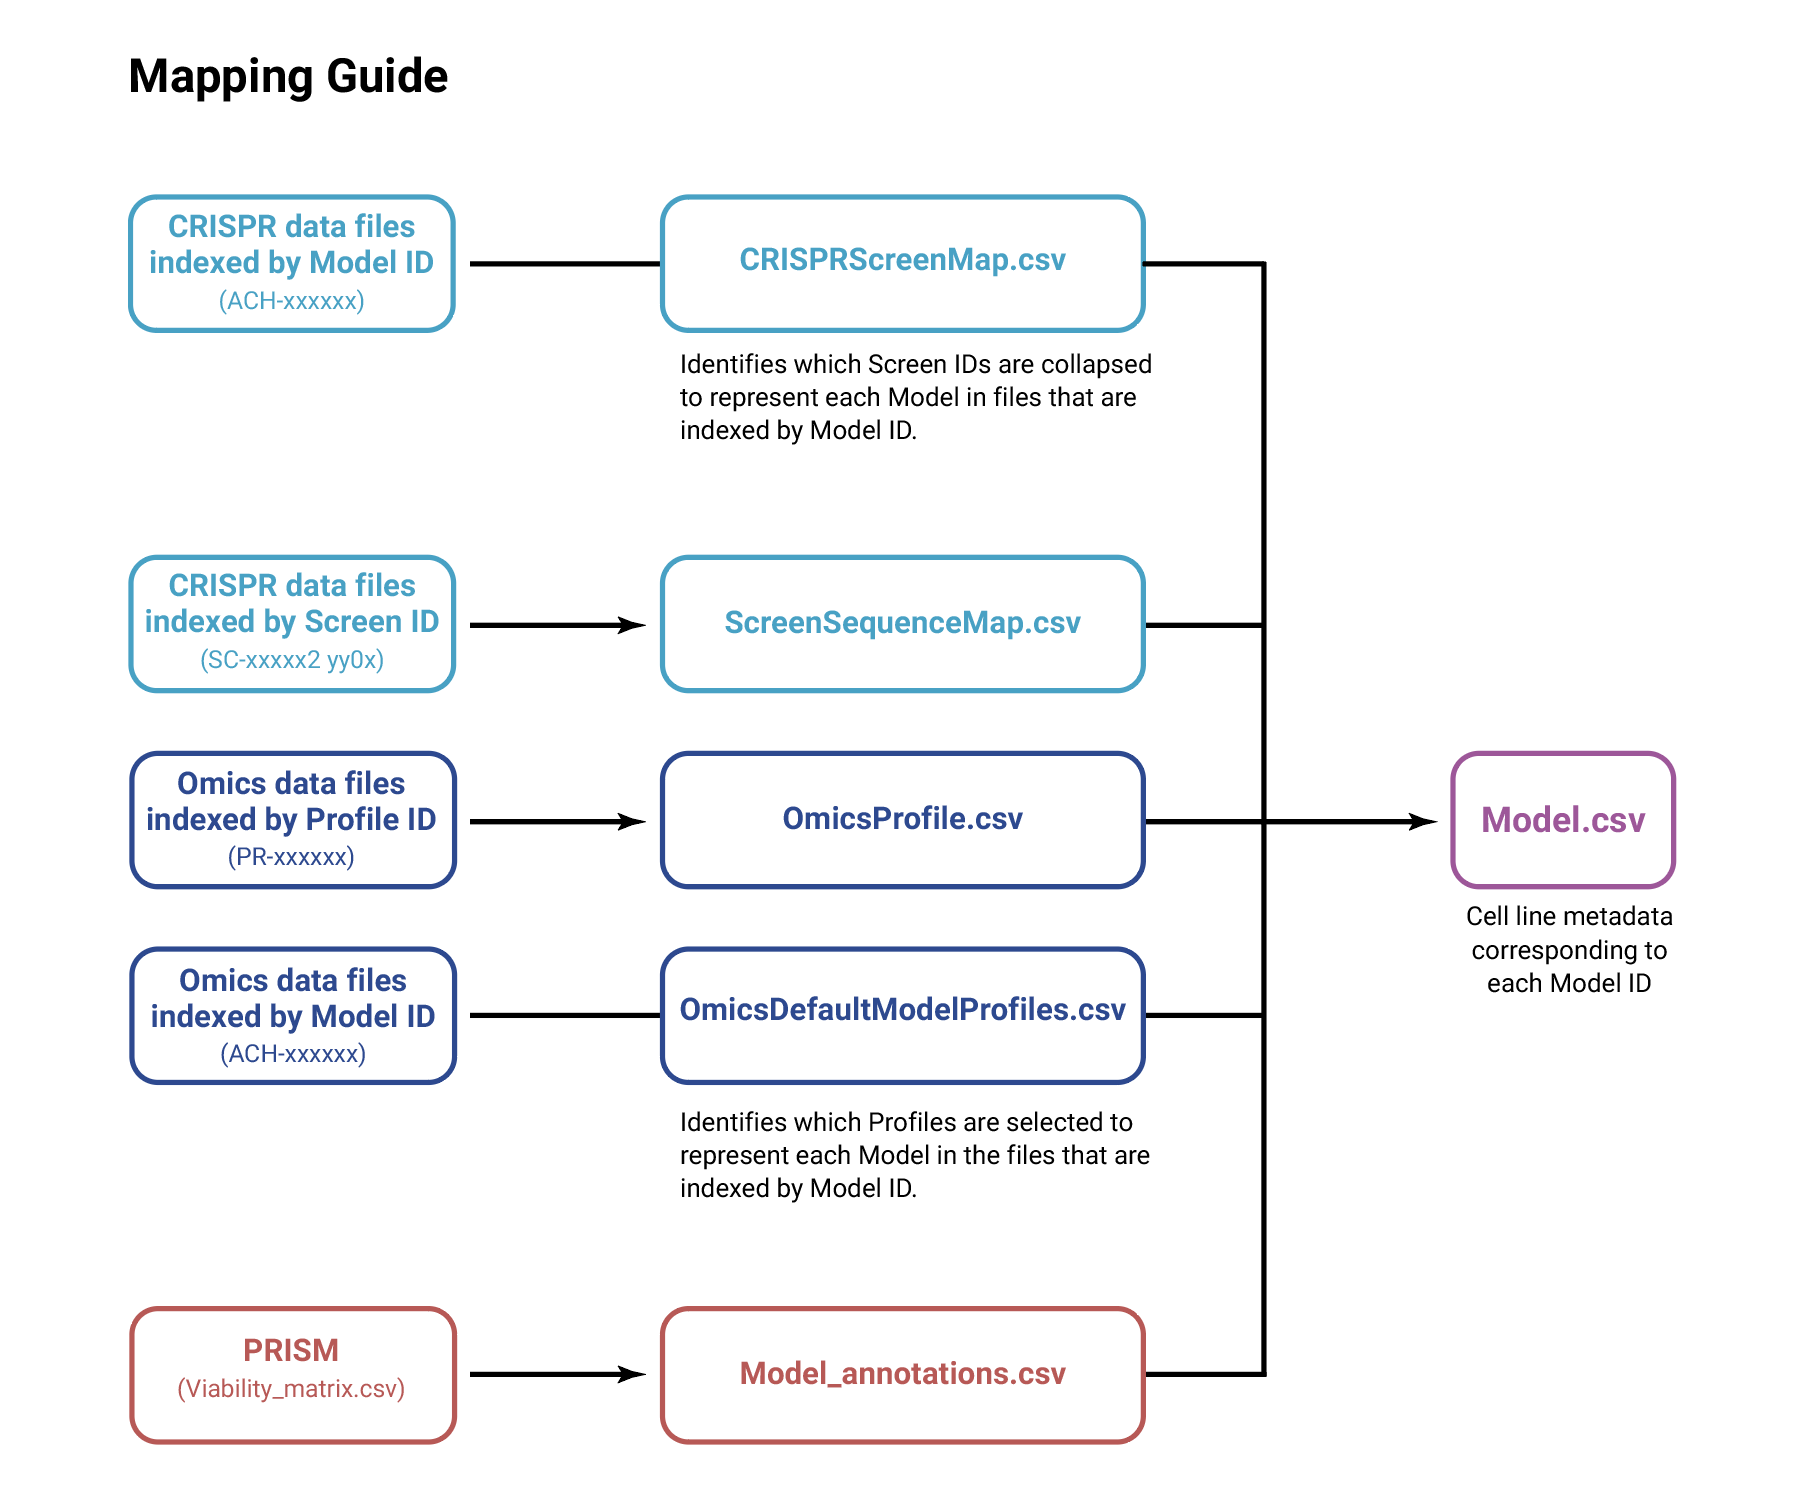 Mapping Guide
CRISPR data files
indexed by Model ID
(ACH-xxxxxx)
CRISPRScreenMap.csv
Identifies which Screen IDs are collapsed
to represent each Model in files that are
indexed by Model ID.
CRISPR data files
indexed by Screen ID
(SC-xxxxx2 yy0x)
ScreenSequenceMap.csv
Omics data files
indexed by Profile ID
(PR-xxxxxx)
OmicsProfile.csv
Model.csv
Cell line metadata
corresponding to
each Model ID
Omics data files
indexed by Model ID
(ACH-xxxxxx)
OmicsDefaultModelProfiles.csv
Identifies which Profiles are selected to
represent each Model in the files that are
indexed by Model ID.
PRISM
(Viability_matrix.csv)
Model_annotations.csv